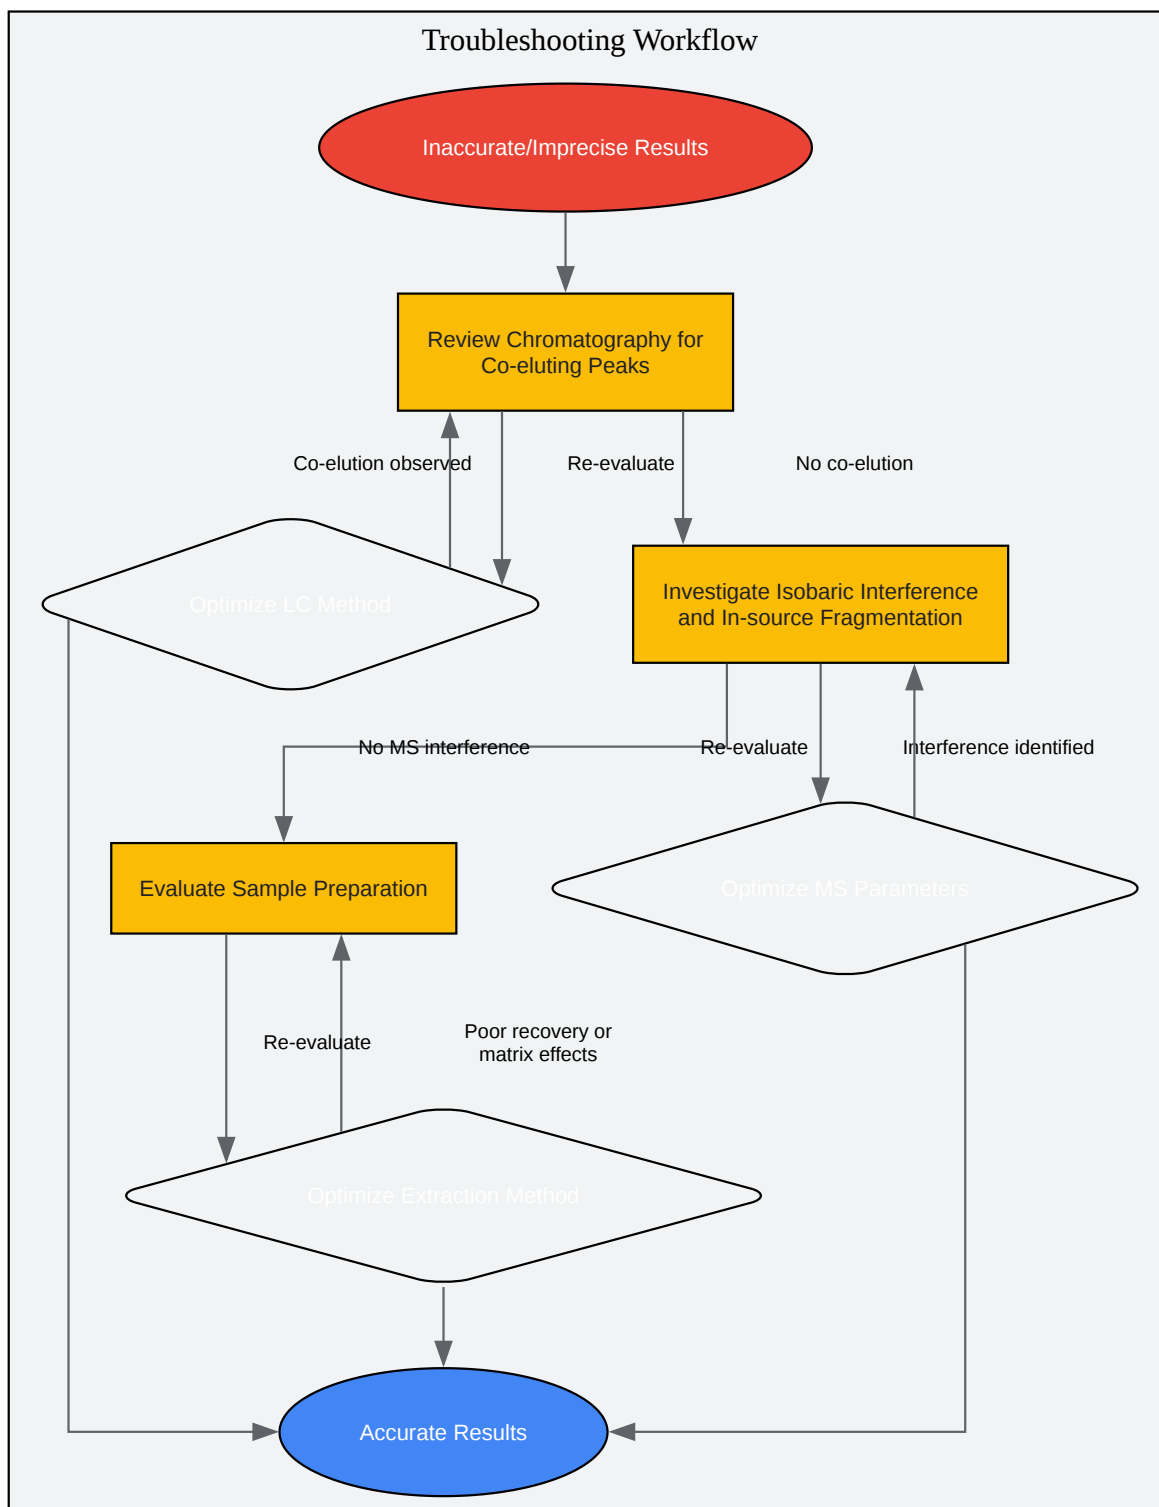 Troubleshooting Workflow
Inaccurate/Imprecise Results
Review Chromatography for
Co-eluting Peaks
Co-elution observed
Re-evaluate
No co-elution
Optimize LC Method
Investigate Isobaric Interference
and In-source Fragmentation
No MS interference
Re-evaluate
Interference identified
Evaluate Sample Preparation
Optimize MS Parameters
Re-evaluate
Poor recovery or
matrix effects
Optimize Extraction Method
Accurate Results